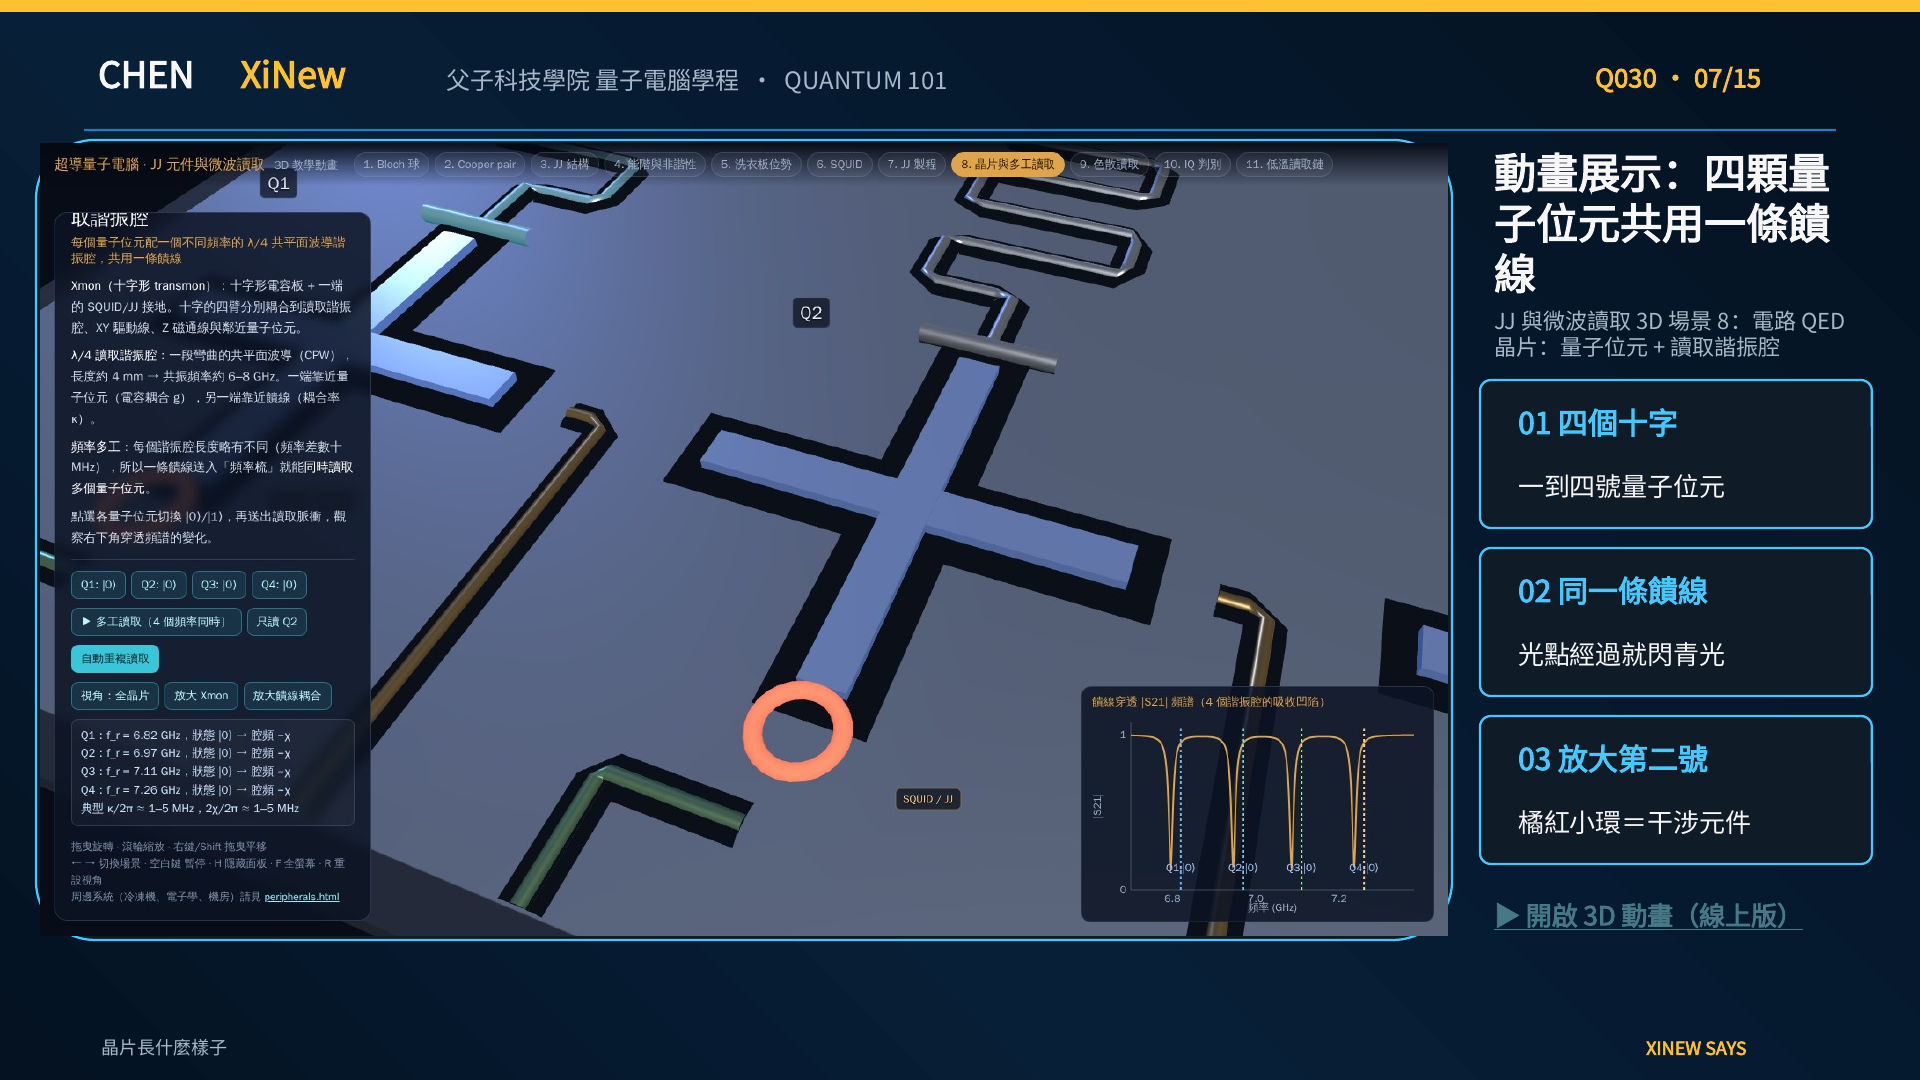 CHEN XiNew 父子科技學院 量子電腦學程 • QUANTUM 101 Q030 • 07/15
超導量子電腦 · JJ 元件與微波讀取 3D 教學動畫 1. Bloch 球 2. Cooper pair 3. JJ 結構 4. 能階與非諧性 5. 洗衣板位勢 6. SQUID 7. JJ 製程 8. 晶片與多工讀取 9. 色散讀取 10. IQ 判別 11. 低溫讀取鏈
Q1
Q2
SQUID / JJ
取諧振腔
每個量子位元配一個不同頻率的 λ/4 共平面波導諧
振腔，共用一條饋線
Xmon（十字形 transmon）：十字形電容板 + 一端
的 SQUID/JJ 接地。十字的四臂分別耦合到讀取諧振
腔、XY 驅動線、Z 磁通線與鄰近量子位元。
λ/4 讀取諧振腔：一段彎曲的共平面波導（CPW），
長度約 4 mm → 共振頻率約 6–8 GHz。一端靠近量
子位元（電容耦合 g），另一端靠近饋線（耦合率
κ）。
頻率多工：每個諧振腔長度略有不同（頻率差數十
MHz），所以一條饋線送入「頻率梳」就能同時讀取
多個量子位元。
點選各量子位元切換 |0⟩/|1⟩，再送出讀取脈衝，觀
察右下角穿透頻譜的變化。
Q1: |0⟩ Q2: |0⟩ Q3: |0⟩ Q4: |0⟩
▶ 多工讀取（4 個頻率同時） 只讀 Q2
自動重複讀取
視角：全晶片 放大 Xmon 放大饋線耦合
Q1：f_r = 6.82 GHz，狀態 |0⟩ → 腔頻 −χ
Q2：f_r = 6.97 GHz，狀態 |0⟩ → 腔頻 −χ
Q3：f_r = 7.11 GHz，狀態 |0⟩ → 腔頻 −χ
Q4：f_r = 7.26 GHz，狀態 |0⟩ → 腔頻 −χ
典型 κ/2π ≈ 1–5 MHz，2χ/2π ≈ 1–5 MHz
拖曳旋轉 · 滾輪縮放 · 右鍵/Shift 拖曳平移
← → 切換場景 · 空白鍵 暫停 · H 隱藏面板 · F 全螢幕 · R 重
設視角
周邊系統（冷凍機、電子學、機房）請見 peripherals.html
饋線穿透 |S21| 頻譜（4 個諧振腔的吸收凹陷）
1
|S21|
0
Q1|0⟩ Q2|0⟩ Q3|0⟩ Q4|0⟩
6.8 7.0 7.2
頻率 (GHz)
動畫展示：四顆量
子位元共用一條饋
線
JJ 與微波讀取 3D 場景 8：電路 QED
晶片：量子位元 + 讀取諧振腔
01 四個十字
一到四號量子位元
02 同一條饋線
光點經過就閃青光
03 放大第二號
橘紅小環＝干涉元件
▶ 開啟 3D 動畫（線上版）
晶片長什麼樣子
XINEW SAYS